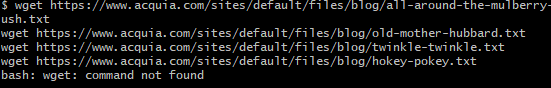 $ wget https://www.acquia.com/sites/default/files/blog/all-around-the-mulberry-
ush.txt
wget https://www.acquia.com/sites/default/files/blog/old-mother-hubbard.txt
wget https://www.acquia.com/sites/default/files/blog/twinkle-twinkle.txt
wget https://www.acquia.com/sites/default/files/blog/hokey-pokey.txt
bash: wget: command not found